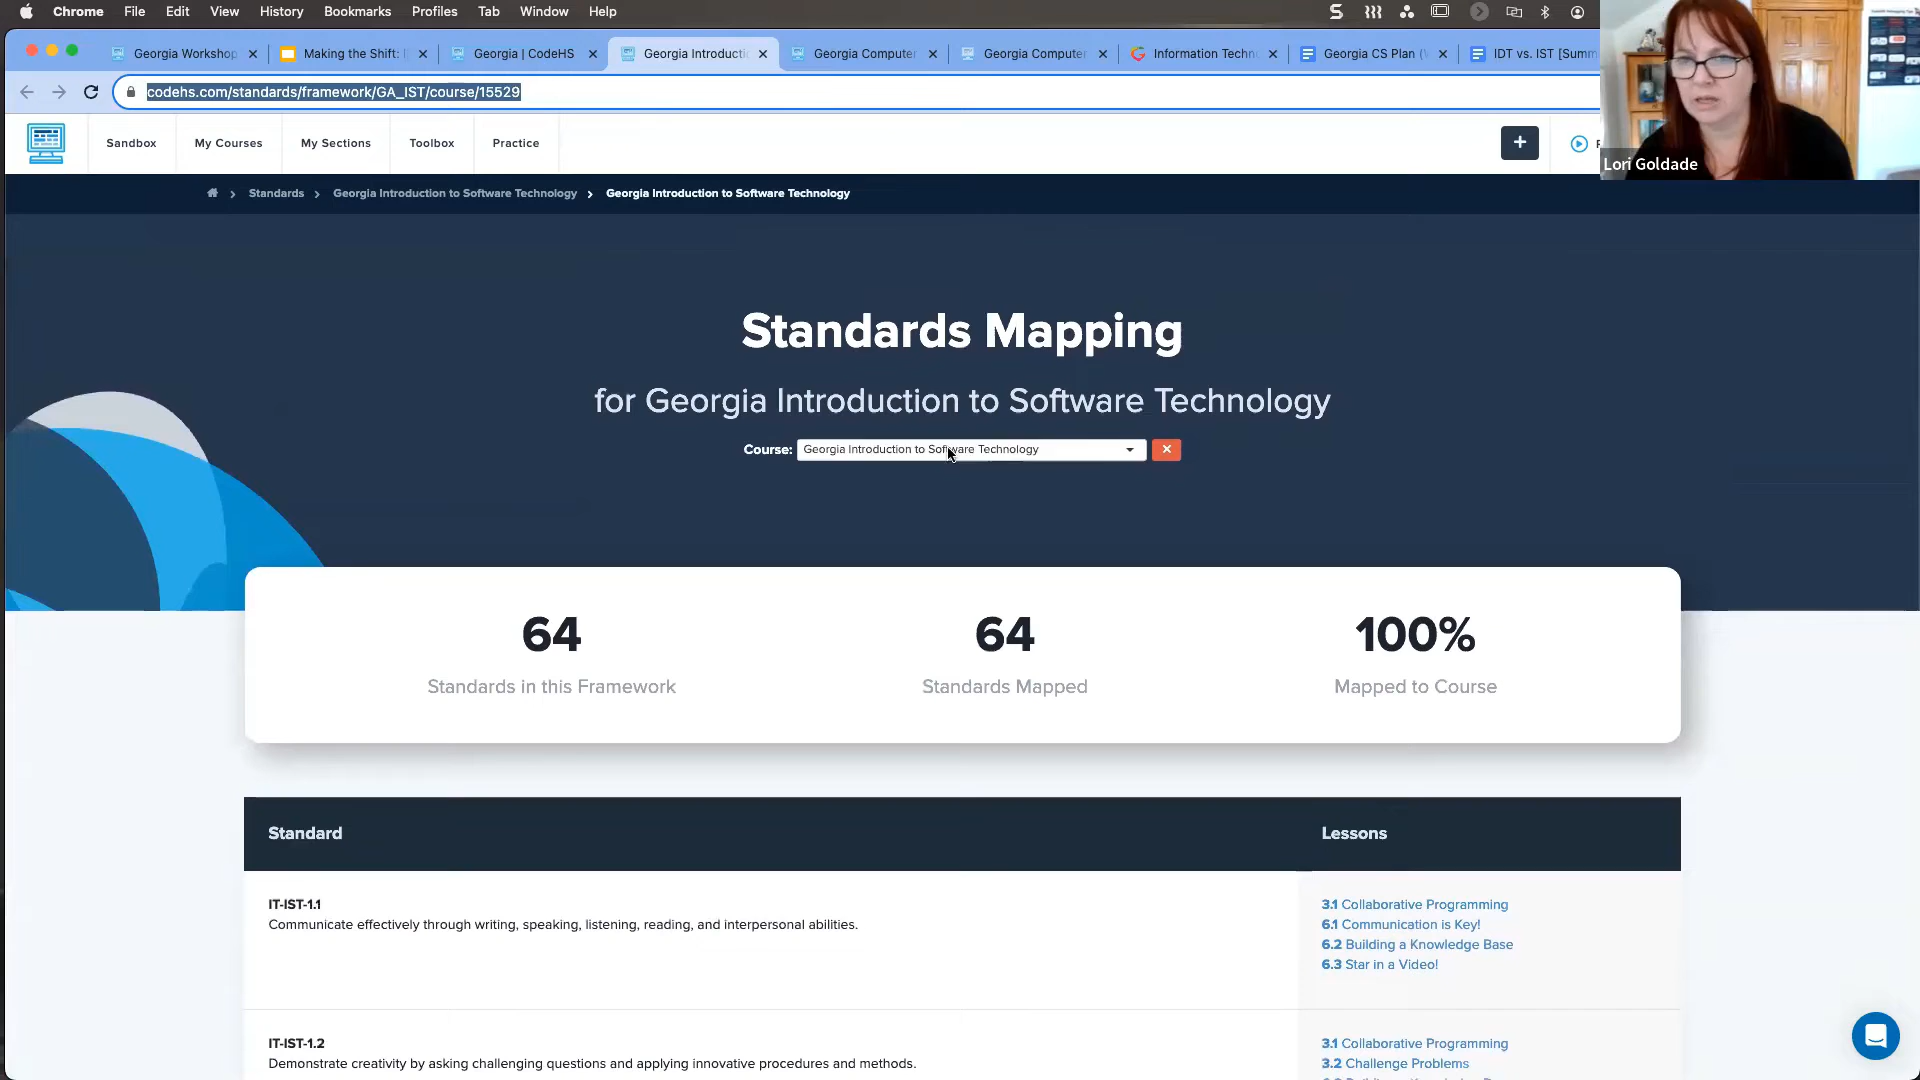 Chrome File Edit View History Bookmarks Profiles Tab Window Help
Georgia Workshop
Making the Shift:
Georgia | CodeHS
Georgia Introducti
Georgia Computer
Georgia Computer
Information Techn
Georgia CS Plan
IDT vs. IST [Summ
codehs.com/standards/framework/GA_IST/course/15529
Sandbox My Courses My Sections Toolbox Practice
+
Lori Goldade
Standards > Georgia Introduction to Software Technology > Georgia Introduction to Software Technology
Standards Mapping
for Georgia Introduction to Software Technology
Course: Georgia Introduction to Software Technology
64 64 100%
Standards in this Framework Standards Mapped Mapped to Course
Standard Lessons
IT-IST-1.1
Communicate effectively through writing, speaking, listening, reading, and interpersonal abilities.
3.1 Collaborative Programming
6.1 Communication is Key!
6.2 Building a Knowledge Base
6.3 Star in a Video!
IT-IST-1.2
Demonstrate creativity by asking challenging questions and applying innovative procedures and methods.
3.1 Collaborative Programming
3.2 Challenge Problems